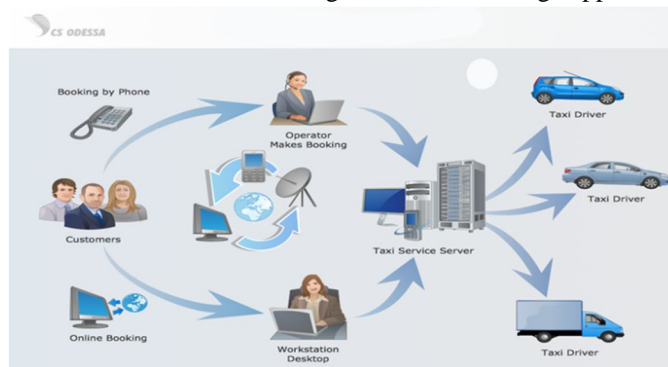 CS ODESSA
Booking by Phone
Operator
Makes Booking
Taxi Driver
Taxi Driver
Customers
Taxi Service Server
Online Booking
Workstation
Desktop
Taxi Driver